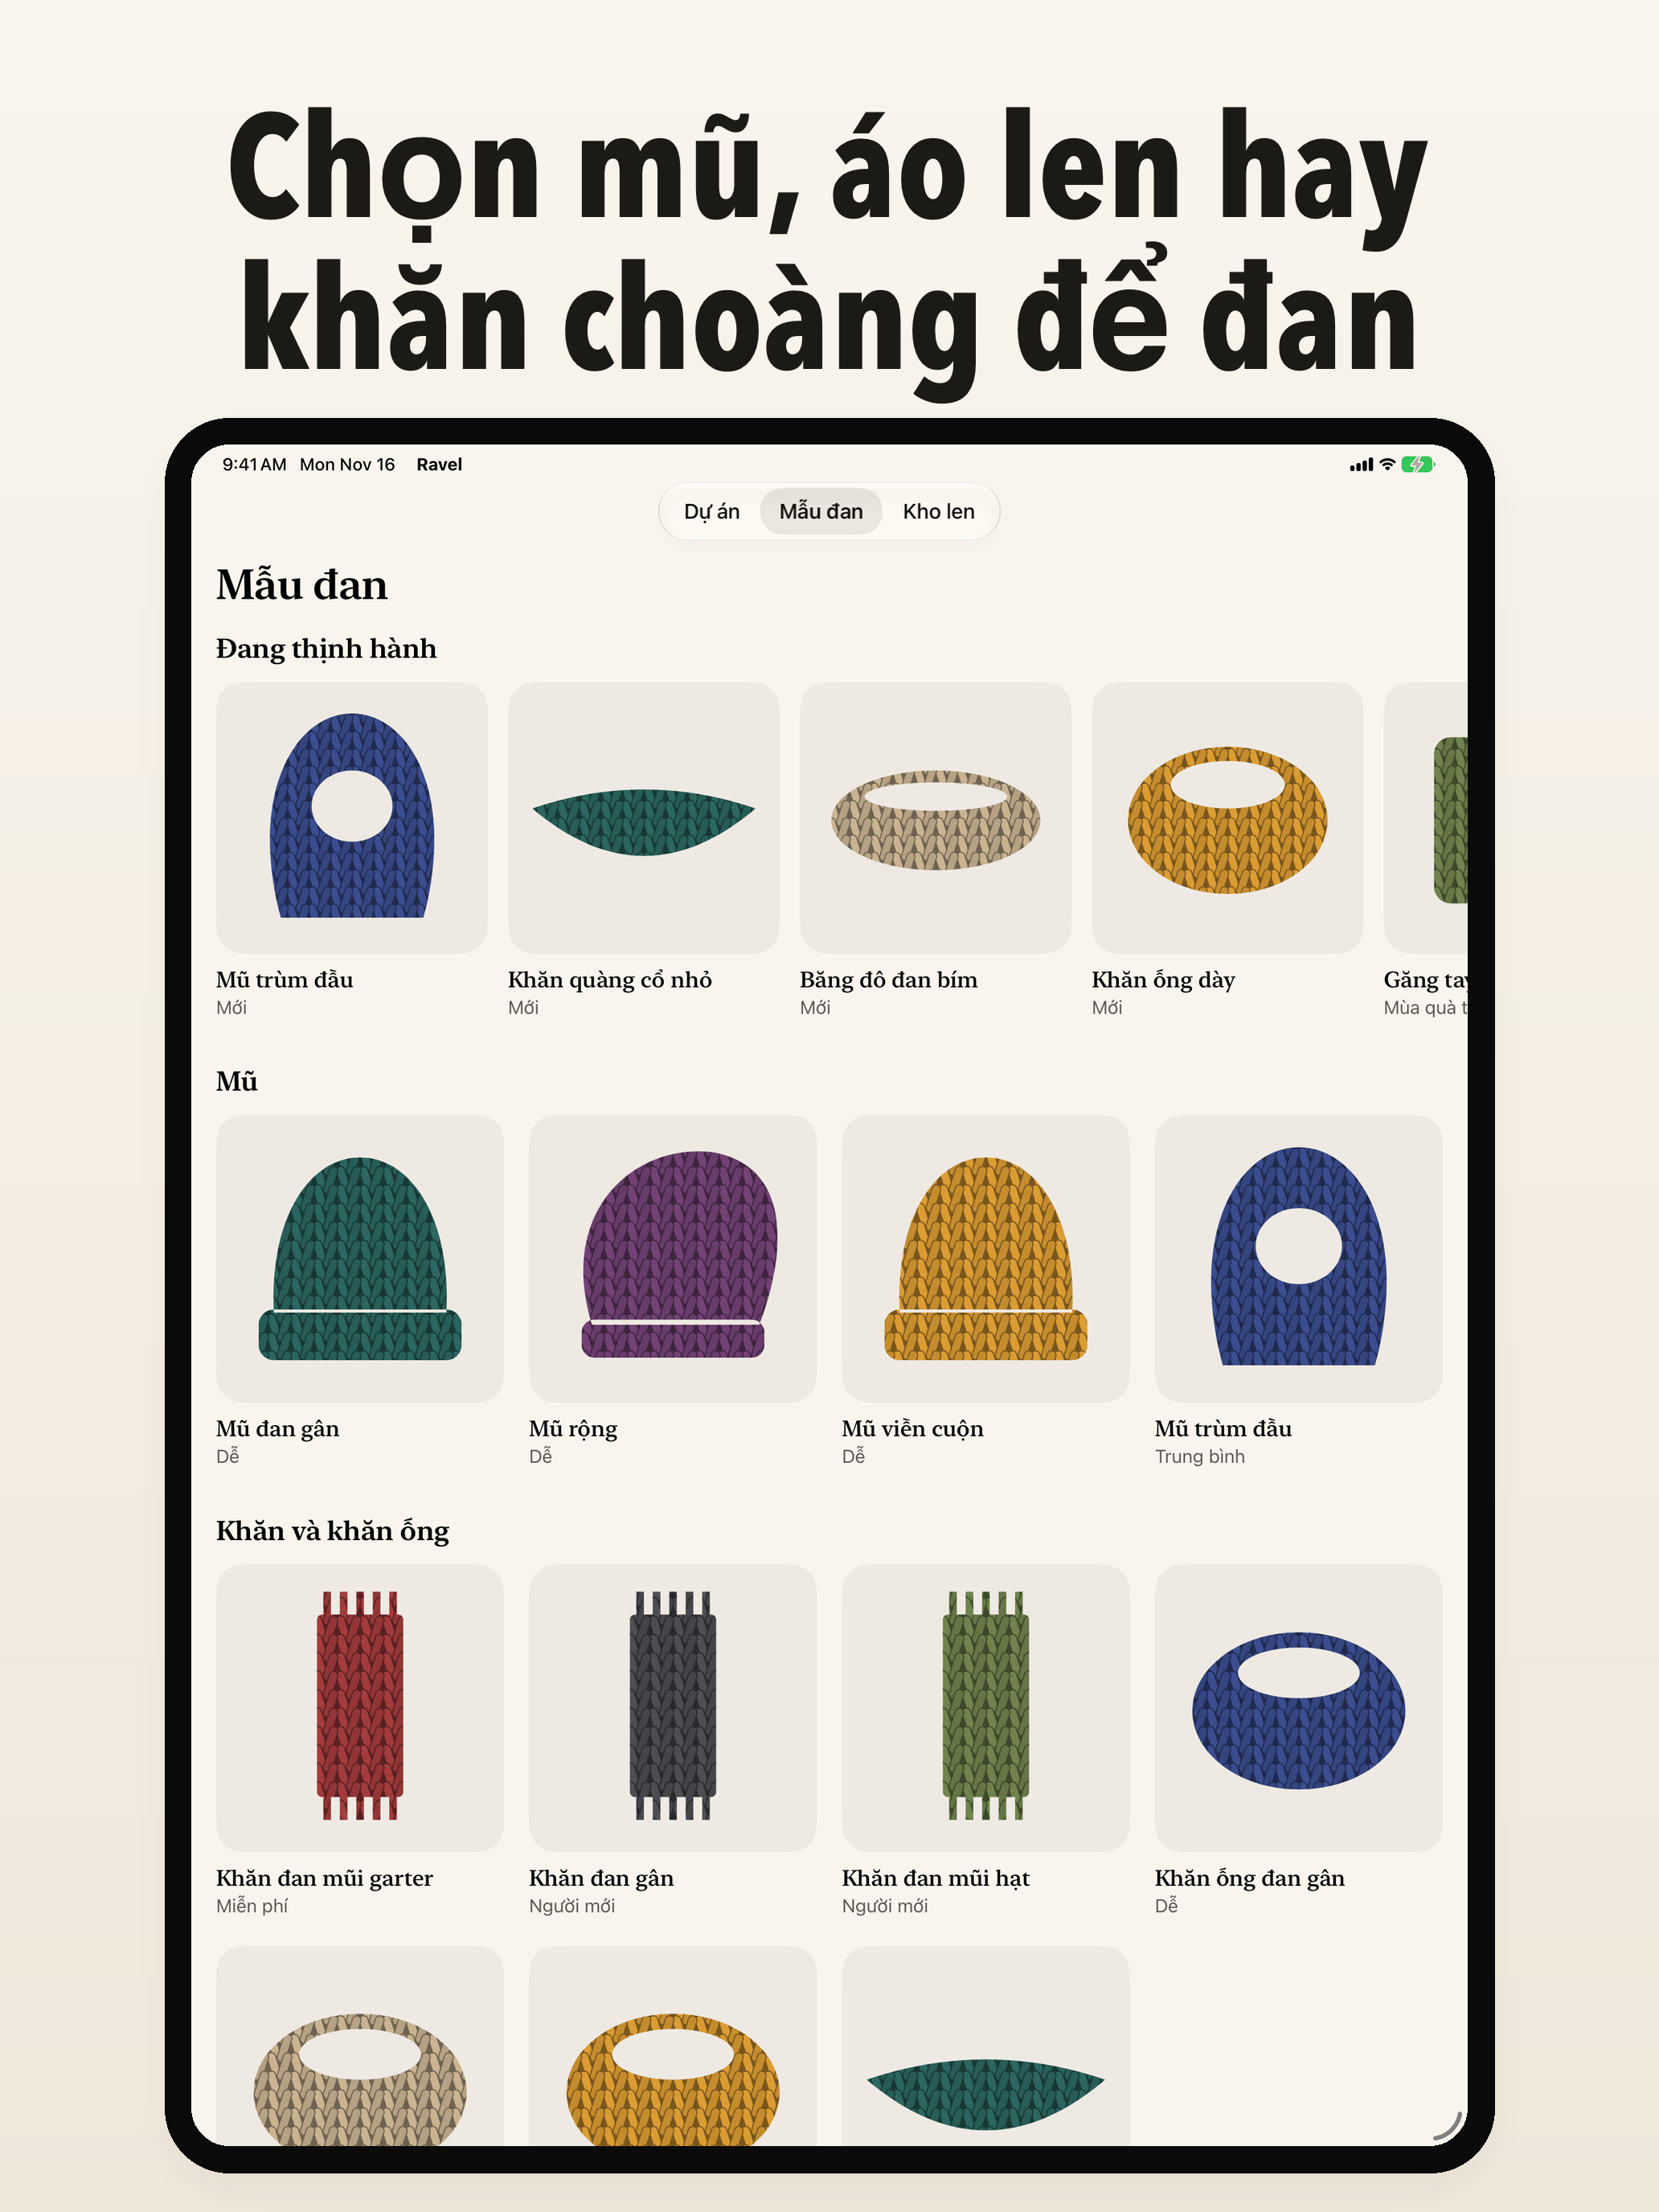 Chọn mũ, áo len hay
khăn choàng để đan
9:41 AM Mon Nov 16 Ravel
Dự án Mẫu đan Kho len
Mẫu đan
Đang thịnh hành
Mũ trùm đầu Khăn quàng cổ nhỏ Băng đô đan bím Khăn ống dày Găng tay
Mới Mới Mới Mới Mùa quà
Mũ
Mũ đan gân Mũ rộng Mũ viền cuộn Mũ trùm đầu
Dễ Dễ Dễ Trung bình
Khăn và khăn ống
Khăn đan mũi garter Khăn đan gân Khăn đan mũi hạt Khăn ống đan gân
Miễn phí Người mới Người mới Dễ